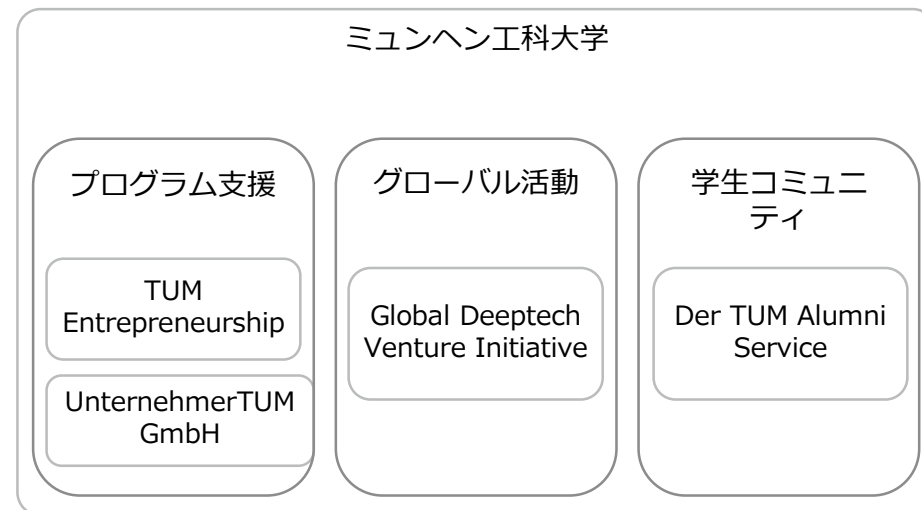 ミュンヘン工科大学
プログラム支援
TUM
Entrepreneurship
UnternehmerTUM
GmbH
グローバル活動
Global Deeptech
Venture Initiative
学生コミュニ
ティ
Der TUM Alumni
Service